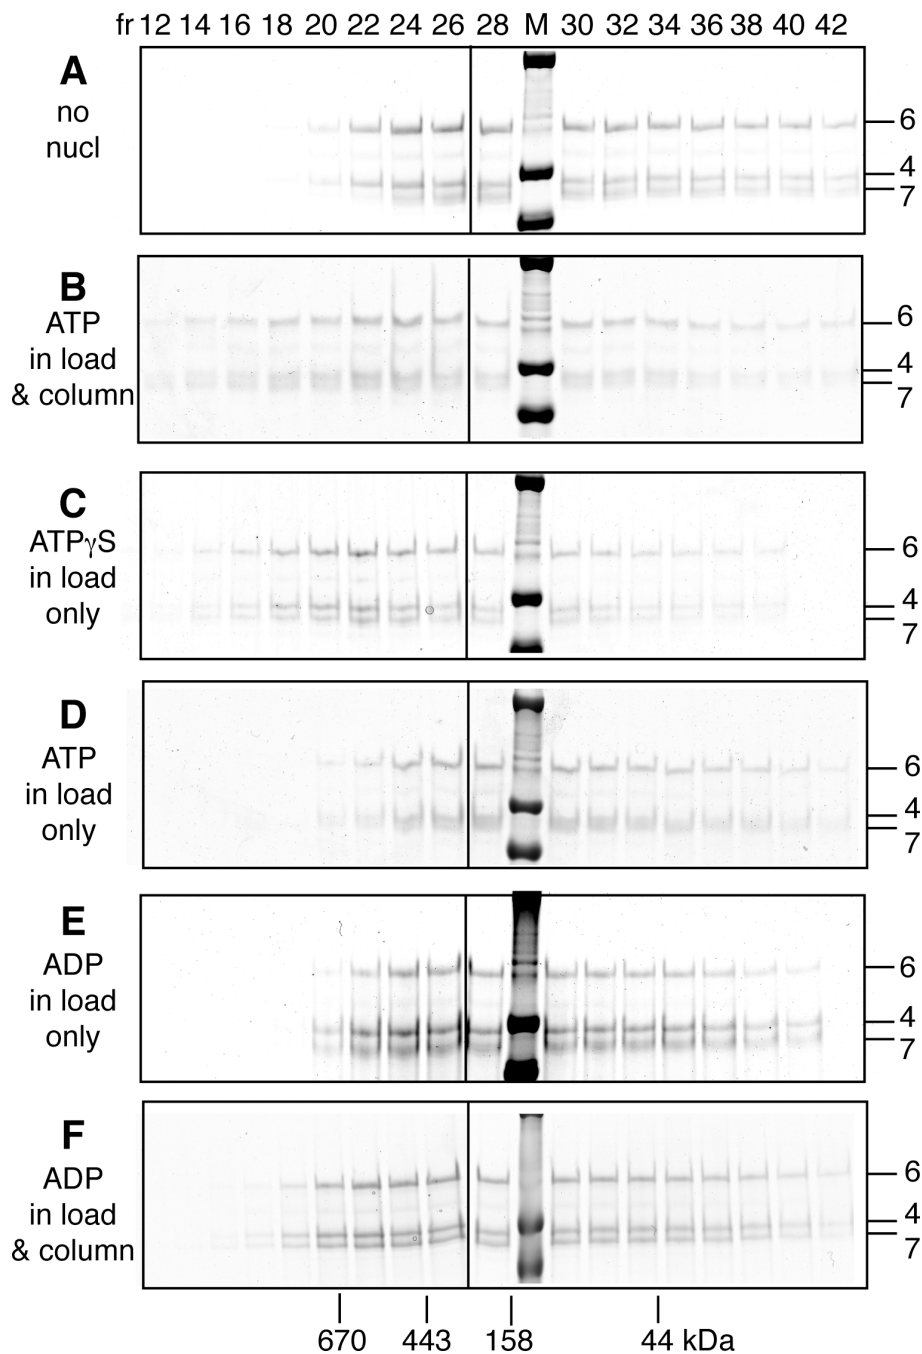 fr 12 14 16 18 20 22 24 26 28 M 30 32 34 36 38 40 42
A
no
nucl
6
4
7
B
ATP
in load
& column
6
4
7
C
ATPγS
in load
only
6
4
7
D
ATP
in load
only
6
4
7
E
ADP
in load
only
6
4
7
F
ADP
in load
& column
6
4
7
670 443 158 44 kDa